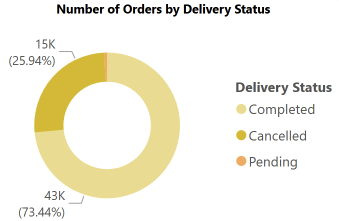 Number of Orders by Delivery Status
15K
(25.94%)
Delivery Status
Completed
Cancelled
Pending
43K
(73.44%)